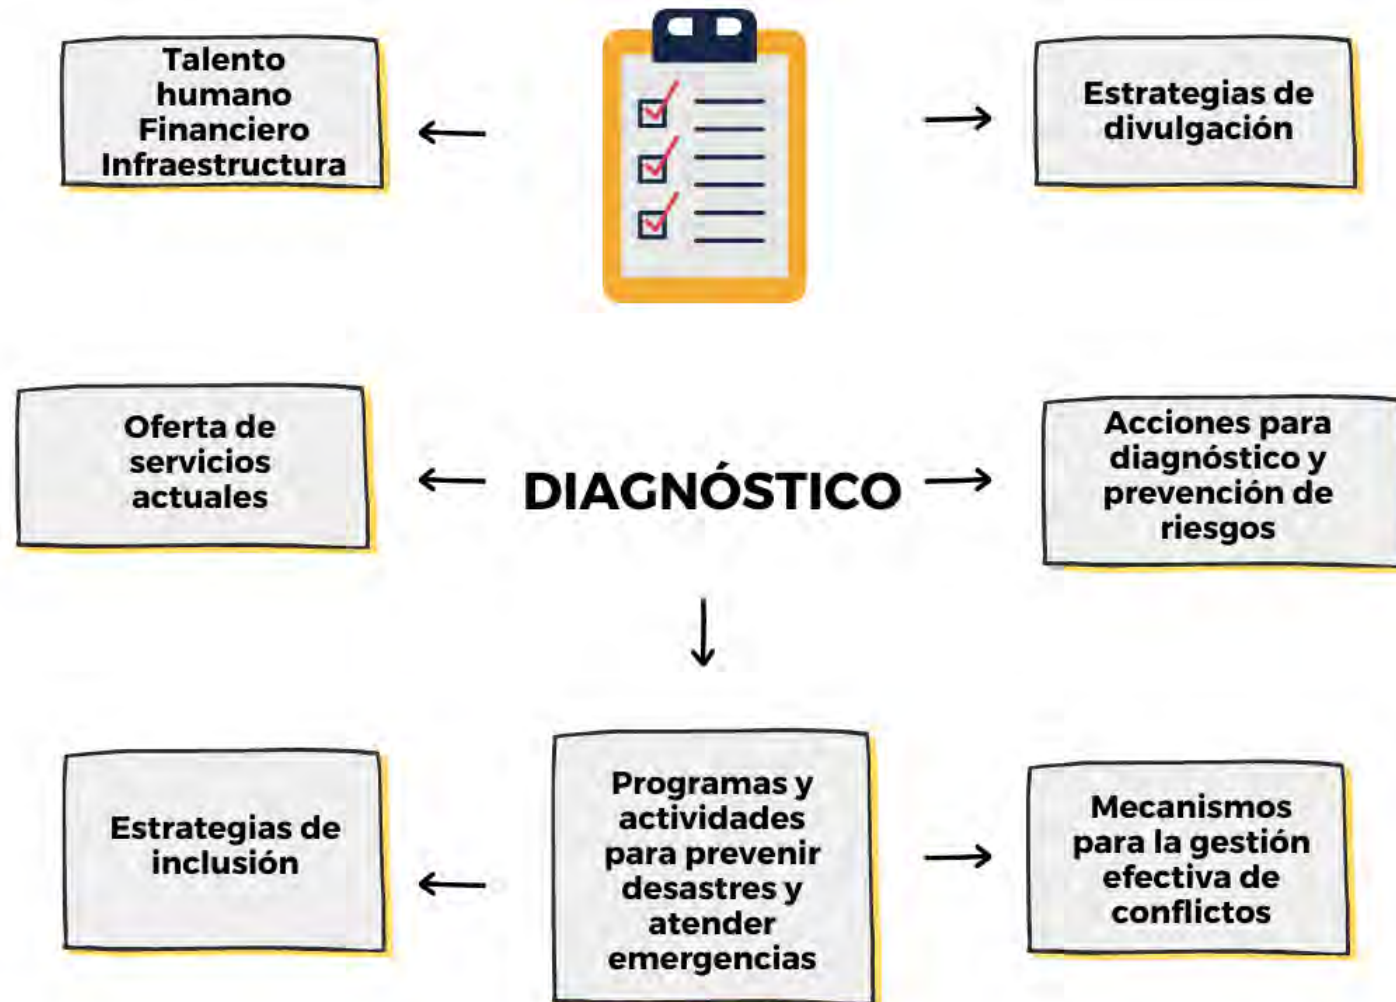 Talento
humano
Financiero
Infraestructura
Estrategias de
divulgación
Oferta de
servicios
actuales
DIAGNÓSTICO
Acciones para
diagnóstico y
prevención de
riesgos
Estrategias de
inclusión
Programas y
actividades
para prevenir
desastres y
atender
emergencias
Mecanismos
para la gestión
efectiva de
conflictos